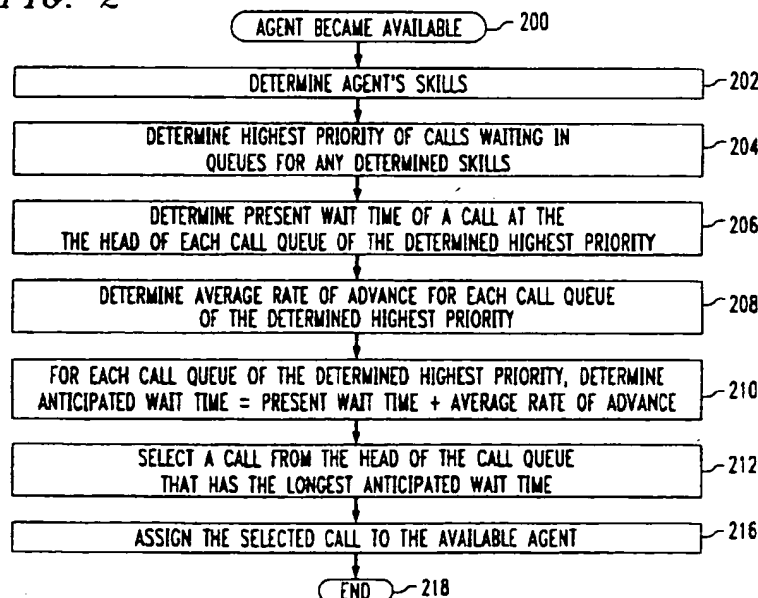 FIG. 2
AGENT BECAME AVAILABLE
200
DETERMINE AGENT'S SKILLS
202
DETERMINE HIGHEST PRIORITY OF CALLS WAITING IN
QUEUES FOR ANY DETERMINED SKILLS
204
DETERMINE PRESENT WAIT TIME OF A CALL AT THE
THE HEAD OF EACH CALL QUEUE OF THE DETERMINED HIGHEST PRIORITY
206
DETERMINE AVERAGE RATE OF ADVANCE FOR EACH CALL QUEUE
OF THE DETERMINED HIGHEST PRIORITY
208
FOR EACH CALL QUEUE OF THE DETERMINED HIGHEST PRIORITY, DETERMINE
ANTICIPATED WAIT TIME = PRESENT WAIT TIME + AVERAGE RATE OF ADVANCE
210
SELECT A CALL FROM THE HEAD OF THE CALL QUEUE
THAT HAS THE LONGEST ANTICIPATED WAIT TIME
212
ASSIGN THE SELECTED CALL TO THE AVAILABLE AGENT
216
END
218